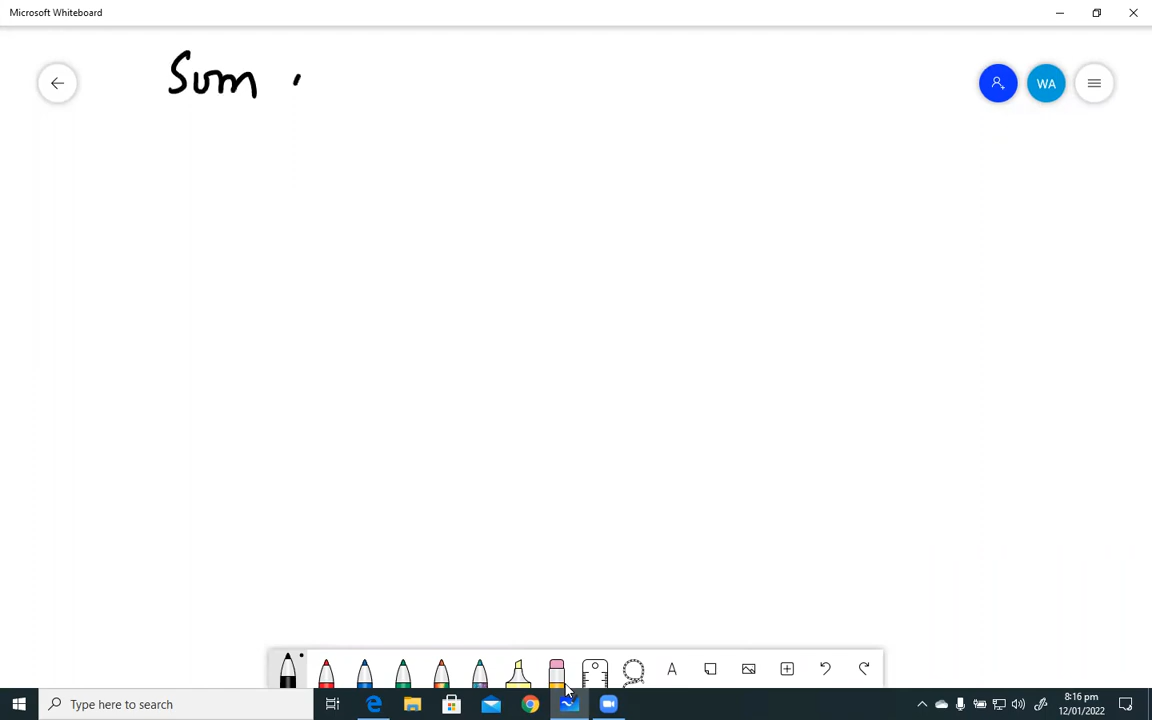 Microsoft Whiteboard
Sum
WA
A
Type here to search
8:16 pm
12/01/2022